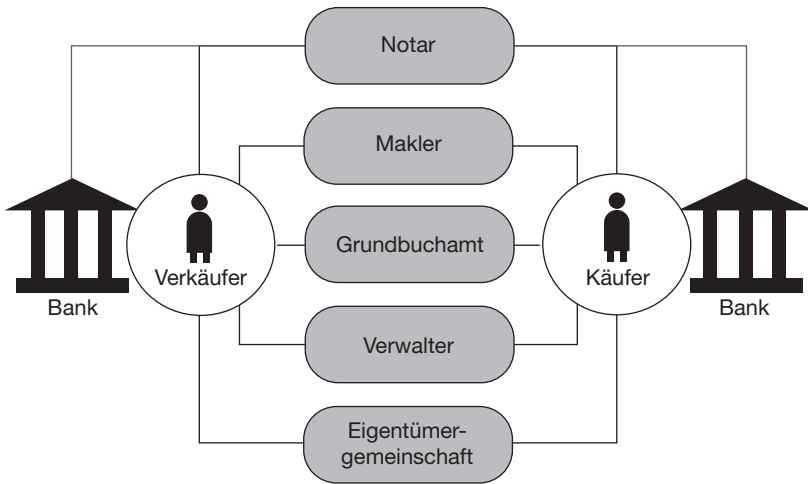 Notar
Makler
Grundbuchamt
Verkäufer
Käufer
Bank
Bank
Verwalter
Eigentümer-
gemeinschaft